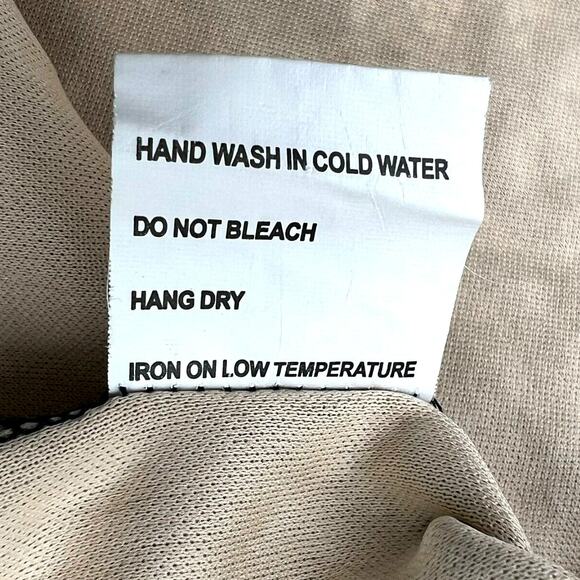 HAND WASH IN COLD WATER
DO NOT BLEACH
HANG DRY
IRON ON LOW TEMPERATURE